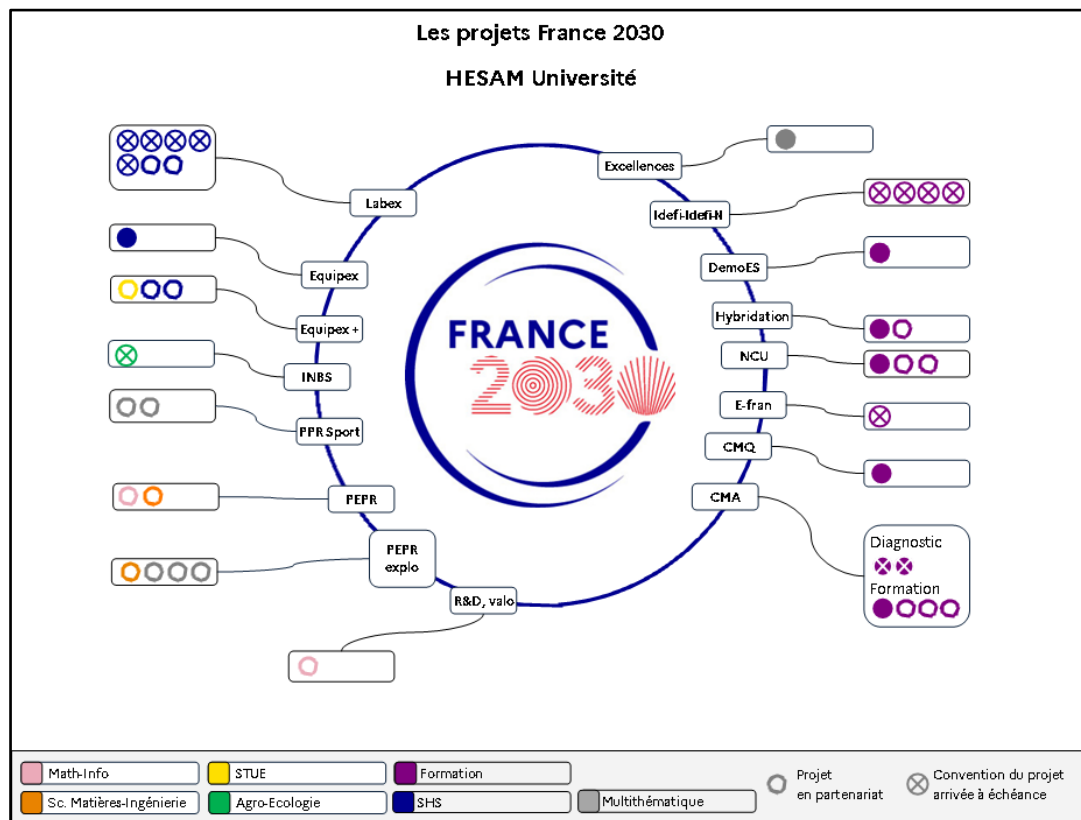 Les projets France 2030
HESAM Université
Excellences
Labex
Idefi-Idefi-N
Equipex
DemoES
Equipex +
Hybridation
FRANCE
2030
INBS
NCU
PPR Sport
E-fran
CMQ
PEPR
CMA
PEPR
explo
Diagnostic
Formation
R&D, valo
Math-Info
STUE
Formation
Projet
en partenariat
Convention du projet
arrivée à échéance
Sc. Matières-Ingénierie
Agro-Ecologie
SHS
Multithématique